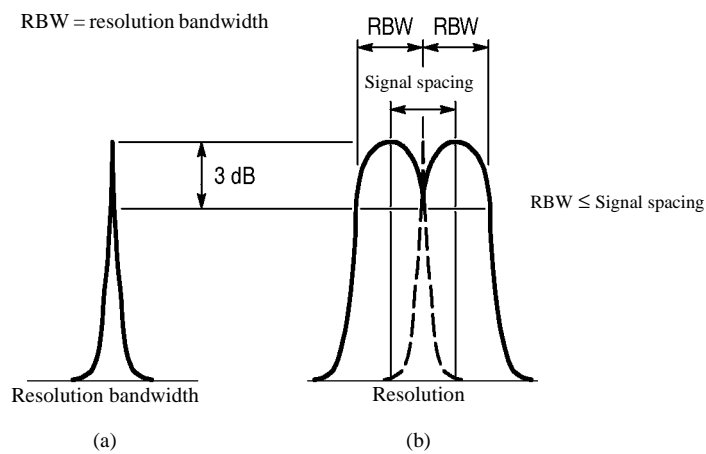 RBW = resolution bandwidth
RBW RBW
Signal spacing
3 dB
RBW ≤ Signal spacing
Resolution bandwidth
Resolution
(a)
(b)